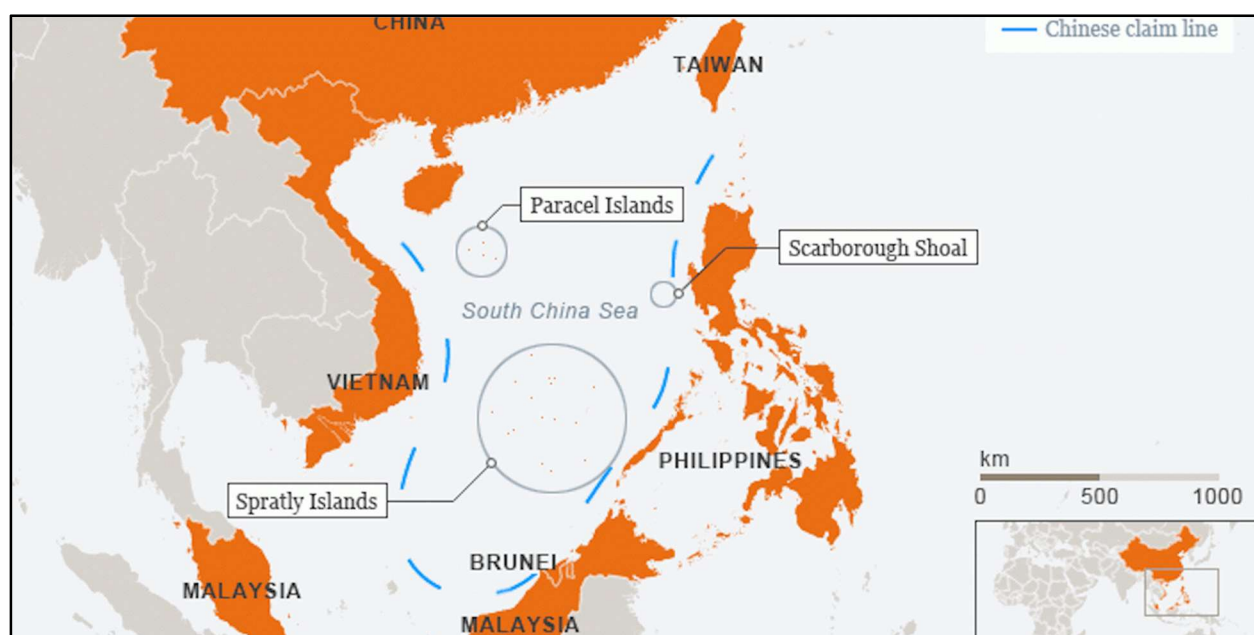 CHINA
Chinese claim line
TAIWAN
Paracel Islands
Scarborough Shoal
South China Sea
VIETNAM
PHILIPPINES
km
0 500 1000
Spratly Islands
BRUNEI
MALAYSIA
MALAYSIA